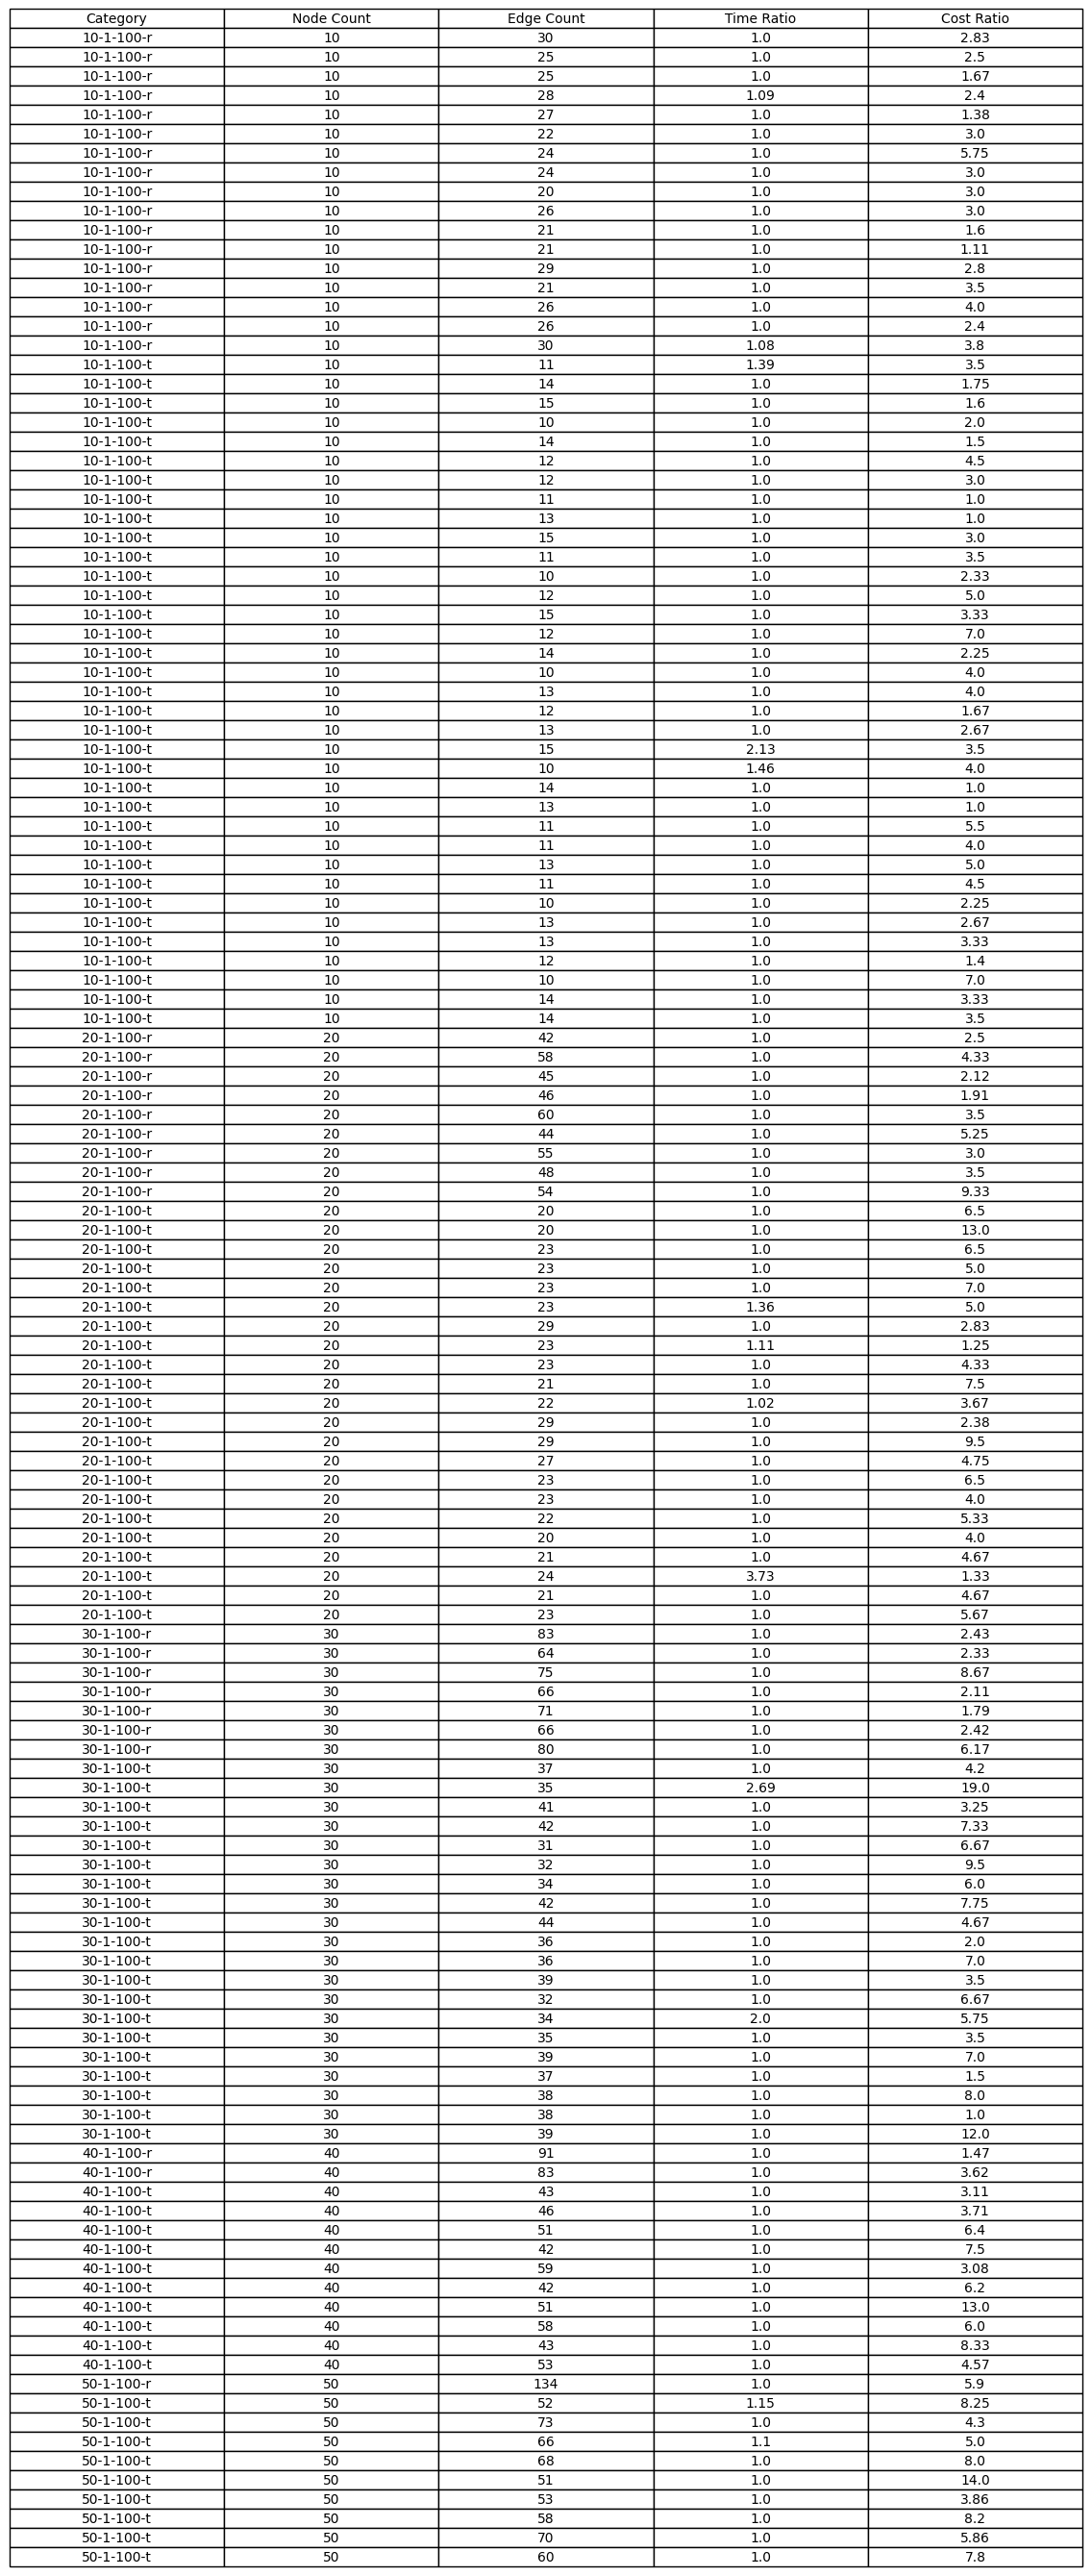 Category Node Count Edge Count Time Ratio Cost Ratio
10-1-100-r 10 30 1.0 2.83
10-1-100-r 10 25 1.0 2.5
10-1-100-r 10 25 1.0 1.67
10-1-100-r 10 28 1.09 2.4
10-1-100-r 10 27 1.0 1.38
10-1-100-r 10 22 1.0 3.0
10-1-100-r 10 24 1.0 5.75
10-1-100-r 10 24 1.0 3.0
10-1-100-r 10 20 1.0 3.0
10-1-100-r 10 26 1.0 3.0
10-1-100-r 10 21 1.0 1.6
10-1-100-r 10 21 1.0 1.11
10-1-100-r 10 29 1.0 2.8
10-1-100-r 10 21 1.0 3.5
10-1-100-r 10 26 1.0 4.0
10-1-100-r 10 26 1.0 2.4
10-1-100-r 10 30 1.08 3.8
10-1-100-t 10 11 1.39 3.5
10-1-100-t 10 14 1.0 1.75
10-1-100-t 10 15 1.0 1.6
10-1-100-t 10 10 1.0 2.0
10-1-100-t 10 14 1.0 1.5
10-1-100-t 10 12 1.0 4.5
10-1-100-t 10 12 1.0 3.0
10-1-100-t 10 11 1.0 1.0
10-1-100-t 10 13 1.0 1.0
10-1-100-t 10 15 1.0 3.0
10-1-100-t 10 11 1.0 3.5
10-1-100-t 10 10 1.0 2.33
10-1-100-t 10 12 1.0 5.0
10-1-100-t 10 15 1.0 3.33
10-1-100-t 10 12 1.0 7.0
10-1-100-t 10 14 1.0 2.25
10-1-100-t 10 10 1.0 4.0
10-1-100-t 10 13 1.0 4.0
10-1-100-t 10 12 1.0 1.67
10-1-100-t 10 13 1.0 2.67
10-1-100-t 10 15 2.13 3.5
10-1-100-t 10 10 1.46 4.0
10-1-100-t 10 14 1.0 1.0
10-1-100-t 10 13 1.0 1.0
10-1-100-t 10 11 1.0 5.5
10-1-100-t 10 11 1.0 4.0
10-1-100-t 10 13 1.0 5.0
10-1-100-t 10 11 1.0 4.5
10-1-100-t 10 10 1.0 2.25
10-1-100-t 10 13 1.0 2.67
10-1-100-t 10 13 1.0 3.33
10-1-100-t 10 12 1.0 1.4
10-1-100-t 10 10 1.0 7.0
10-1-100-t 10 14 1.0 3.33
10-1-100-t 10 14 1.0 3.5
20-1-100-r 20 42 1.0 2.5
20-1-100-r 20 58 1.0 4.33
20-1-100-r 20 45 1.0 2.12
20-1-100-r 20 46 1.0 1.91
20-1-100-r 20 60 1.0 3.5
20-1-100-r 20 44 1.0 5.25
20-1-100-r 20 55 1.0 3.0
20-1-100-r 20 48 1.0 3.5
20-1-100-r 20 54 1.0 9.33
20-1-100-t 20 20 1.0 6.5
20-1-100-t 20 20 1.0 13.0
20-1-100-t 20 23 1.0 6.5
20-1-100-t 20 23 1.0 5.0
20-1-100-t 20 23 1.0 7.0
20-1-100-t 20 23 1.36 5.0
20-1-100-t 20 29 1.0 2.83
20-1-100-t 20 23 1.11 1.25
20-1-100-t 20 23 1.0 4.33
20-1-100-t 20 21 1.0 7.5
20-1-100-t 20 22 1.02 3.67
20-1-100-t 20 29 1.0 2.38
20-1-100-t 20 29 1.0 9.5
20-1-100-t 20 27 1.0 4.75
20-1-100-t 20 23 1.0 6.5
20-1-100-t 20 23 1.0 4.0
20-1-100-t 20 22 1.0 5.33
20-1-100-t 20 20 1.0 4.0
20-1-100-t 20 21 1.0 4.67
20-1-100-t 20 24 3.73 1.33
20-1-100-t 20 21 1.0 4.67
20-1-100-t 20 23 1.0 5.67
30-1-100-r 30 83 1.0 2.43
30-1-100-r 30 64 1.0 2.33
30-1-100-r 30 75 1.0 8.67
30-1-100-r 30 66 1.0 2.11
30-1-100-r 30 71 1.0 1.79
30-1-100-r 30 66 1.0 2.42
30-1-100-r 30 80 1.0 6.17
30-1-100-t 30 37 1.0 4.2
30-1-100-t 30 35 2.69 19.0
30-1-100-t 30 41 1.0 3.25
30-1-100-t 30 42 1.0 7.33
30-1-100-t 30 31 1.0 6.67
30-1-100-t 30 32 1.0 9.5
30-1-100-t 30 34 1.0 6.0
30-1-100-t 30 42 1.0 7.75
30-1-100-t 30 44 1.0 4.67
30-1-100-t 30 36 1.0 2.0
30-1-100-t 30 36 1.0 7.0
30-1-100-t 30 39 1.0 3.5
30-1-100-t 30 32 1.0 6.67
30-1-100-t 30 34 2.0 5.75
30-1-100-t 30 35 1.0 3.5
30-1-100-t 30 39 1.0 7.0
30-1-100-t 30 37 1.0 1.5
30-1-100-t 30 38 1.0 8.0
30-1-100-t 30 38 1.0 1.0
30-1-100-t 30 39 1.0 12.0
40-1-100-r 40 91 1.0 1.47
40-1-100-r 40 83 1.0 3.62
40-1-100-t 40 43 1.0 3.11
40-1-100-t 40 46 1.0 3.71
40-1-100-t 40 51 1.0 6.4
40-1-100-t 40 42 1.0 7.5
40-1-100-t 40 59 1.0 3.08
40-1-100-t 40 42 1.0 6.2
40-1-100-t 40 51 1.0 13.0
40-1-100-t 40 58 1.0 6.0
40-1-100-t 40 43 1.0 8.33
40-1-100-t 40 53 1.0 4.57
50-1-100-r 50 134 1.0 5.9
50-1-100-t 50 52 1.15 8.25
50-1-100-t 50 73 1.0 4.3
50-1-100-t 50 66 1.1 5.0
50-1-100-t 50 68 1.0 8.0
50-1-100-t 50 51 1.0 14.0
50-1-100-t 50 53 1.0 3.86
50-1-100-t 50 58 1.0 8.2
50-1-100-t 50 70 1.0 5.86
50-1-100-t 50 60 1.0 7.8